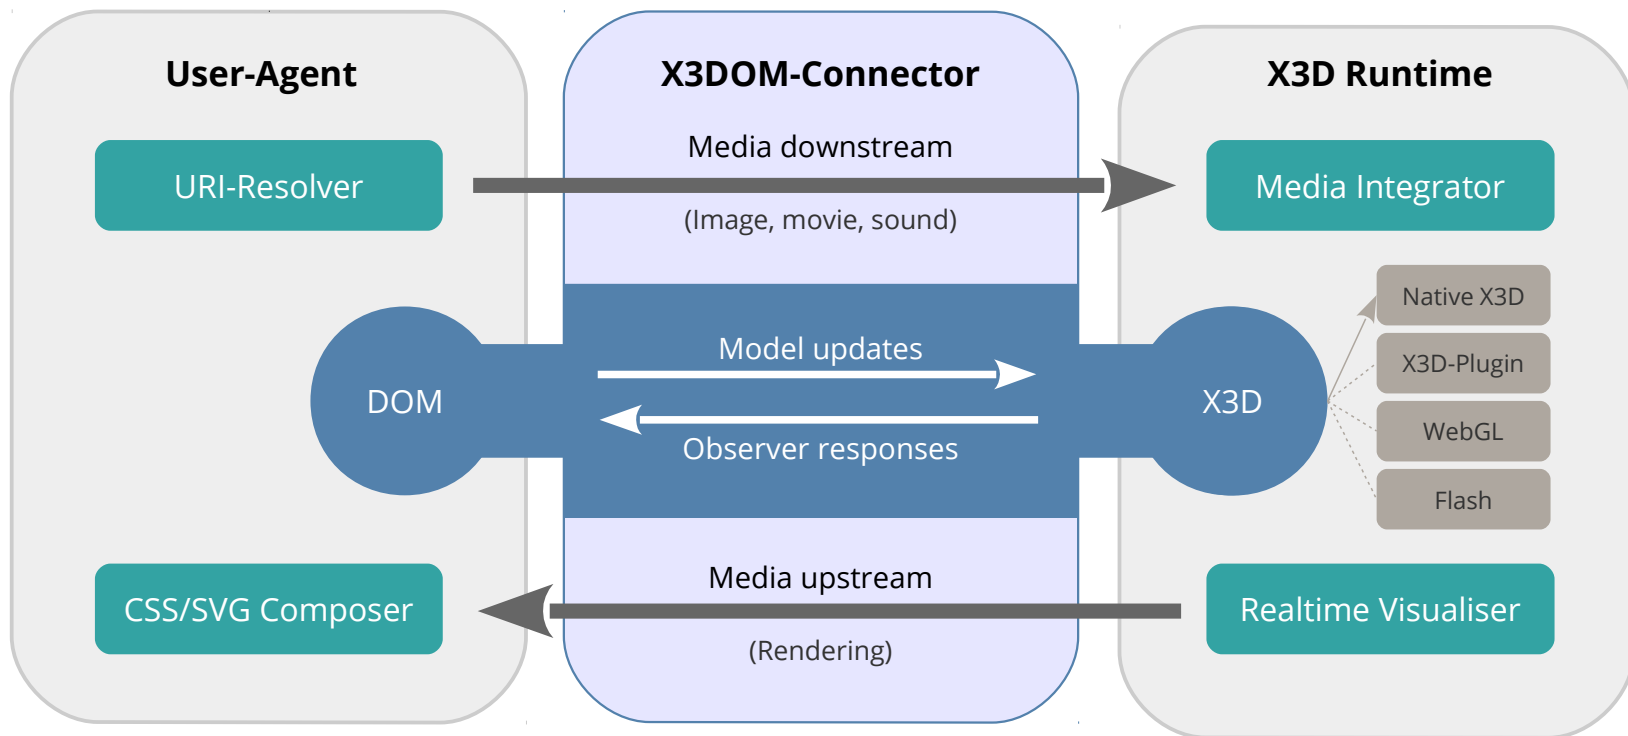 User-Agent
X3DOM-Connector
X3D Runtime
URI-Resolver
Media downstream
(Image, movie, sound)
Media Integrator
DOM
Model updates
Observer responses
X3D
Native X3D
X3D-Plugin
WebGL
Flash
CSS/SVG Composer
Media upstream
(Rendering)
Realtime Visualiser